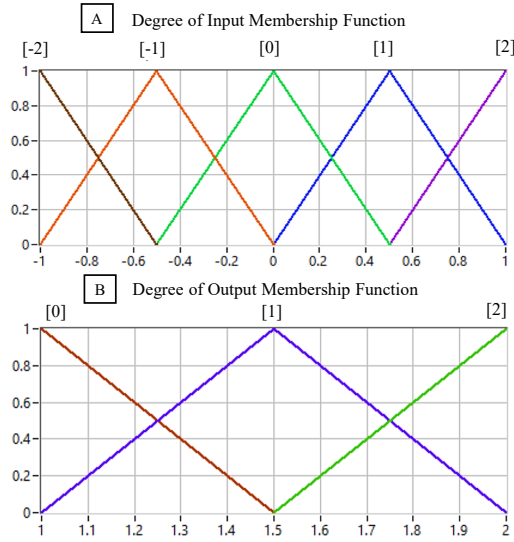 A Degree of Input Membership Function
[-2] [-1] [0] [1] [2]
1
0.8
0.6
0.4
0.2
0
-1 -0.8 -0.6 -0.4 -0.2 0 0.2 0.4 0.6 0.8 1
B Degree of Output Membership Function
[0] [1] [2]
1
0.8
0.6
0.4
0.2
0
1 1.1 1.2 1.3 1.4 1.5 1.6 1.7 1.8 1.9 2